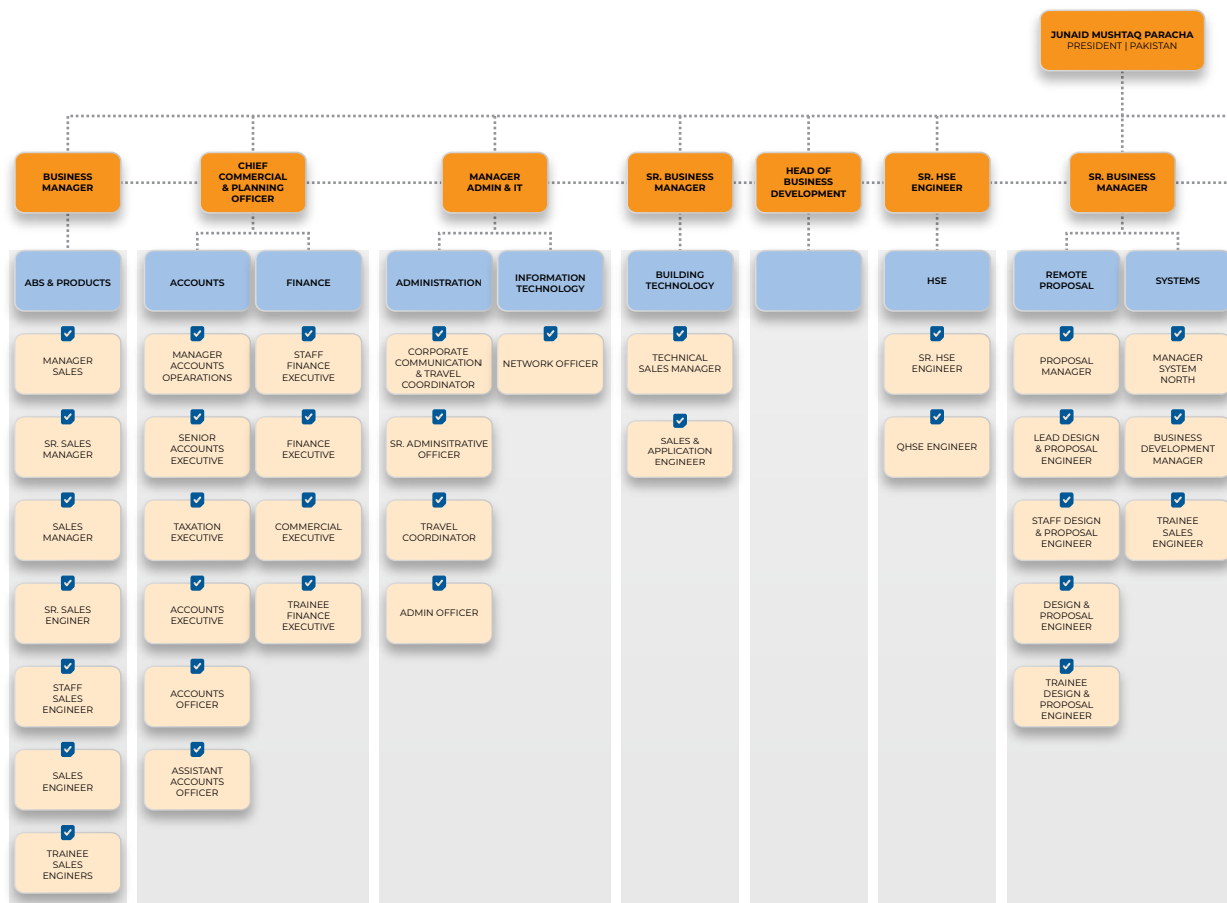 JUNAID MUSHTAQ PARACHA
PRESIDENT | PAKISTAN
BUSINESS
MANAGER
CHIEF
COMMERCIAL
& PLANNING
OFFICER
MANAGER
ADMIN & IT
SR. BUSINESS
MANAGER
HEAD OF
BUSINESS
DEVELOPMENT
SR. HSE
ENGINEER
SR. BUSINESS
MANAGER
ABS & PRODUCTS
ACCOUNTS
FINANCE
ADMINISTRATION
INFORMATION
TECHNOLOGY
BUILDING
TECHNOLOGY
HSE
REMOTE
PROPOSAL
SYSTEMS
MANAGER
SALES
SR. SALES
MANAGER
SALES
MANAGER
SR. SALES
ENGINER
STAFF
SALES
ENGINEER
SALES
ENGINEER
TRAINEE
SALES
ENGINERS
MANAGER
ACCOUNTS
OPEARATIONS
SENIOR
ACCOUNTS
EXECUTIVE
TAXATION
EXECUTIVE
ACCOUNTS
EXECUTIVE
ACCOUNTS
OFFICER
ASSISTANT
ACCOUNTS
OFFICER
STAFF
FINANCE
EXECUTIVE
FINANCE
EXECUTIVE
COMMERCIAL
EXECUTIVE
TRAINEE
FINANCE
EXECUTIVE
CORPORATE
COMMUNICATION
& TRAVEL
COORDINATOR
SR. ADMINSITRATIVE
OFFICER
TRAVEL
COORDINATOR
ADMIN OFFICER
NETWORK OFFICER
TECHNICAL
SALES MANAGER
SALES &
APPLICATION
ENGINEER
SR. HSE
ENGINEER
QHSE ENGINEER
PROPOSAL
MANAGER
LEAD DESIGN
& PROPOSAL
ENGINEER
STAFF DESIGN
& PROPOSAL
ENGINEER
DESIGN &
PROPOSAL
ENGINEER
TRAINEE
DESIGN &
PROPOSAL
ENGINEER
MANAGER
SYSTEM
NORTH
BUSINESS
DEVELOPMENT
MANAGER
TRAINEE
SALES
ENGINEER